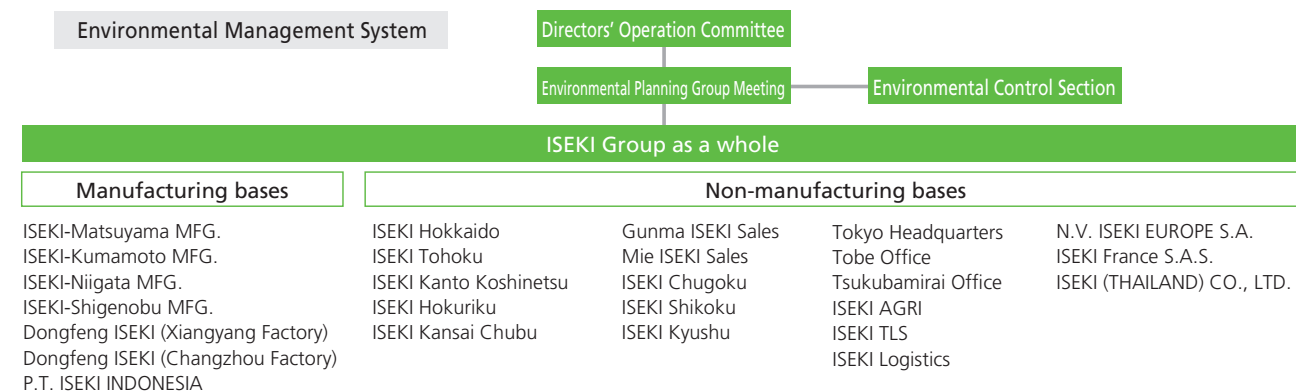 Environmental Management System
Directors' Operation Committee
Environmental Planning Group Meeting
Environmental Control Section
ISEKI Group as a whole
Manufacturing bases
Non-manufacturing bases
ISEKI-Matsuyama MFG.
ISEKI-Kumamoto MFG.
ISEKI-Niigata MFG.
ISEKI-Shigenobu MFG.
Dongfeng ISEKI (Xiangyang Factory)
Dongfeng ISEKI (Changzhou Factory)
P.T. ISEKI INDONESIA
ISEKI Hokkaido
ISEKI Tohoku
ISEKI Kanto Koshinetsu
ISEKI Hokuriku
ISEKI Kansai Chubu
Gunma ISEKI Sales
Mie ISEKI Sales
ISEKI Chugoku
ISEKI Shikoku
ISEKI Kyushu
Tokyo Headquarters
Tobe Office
Tsukubamirai Office
ISEKI AGRI
ISEKI TLS
ISEKI Logistics
N.V. ISEKI EUROPE S.A.
ISEKI France S.A.S.
ISEKI (THAILAND) CO., LTD.